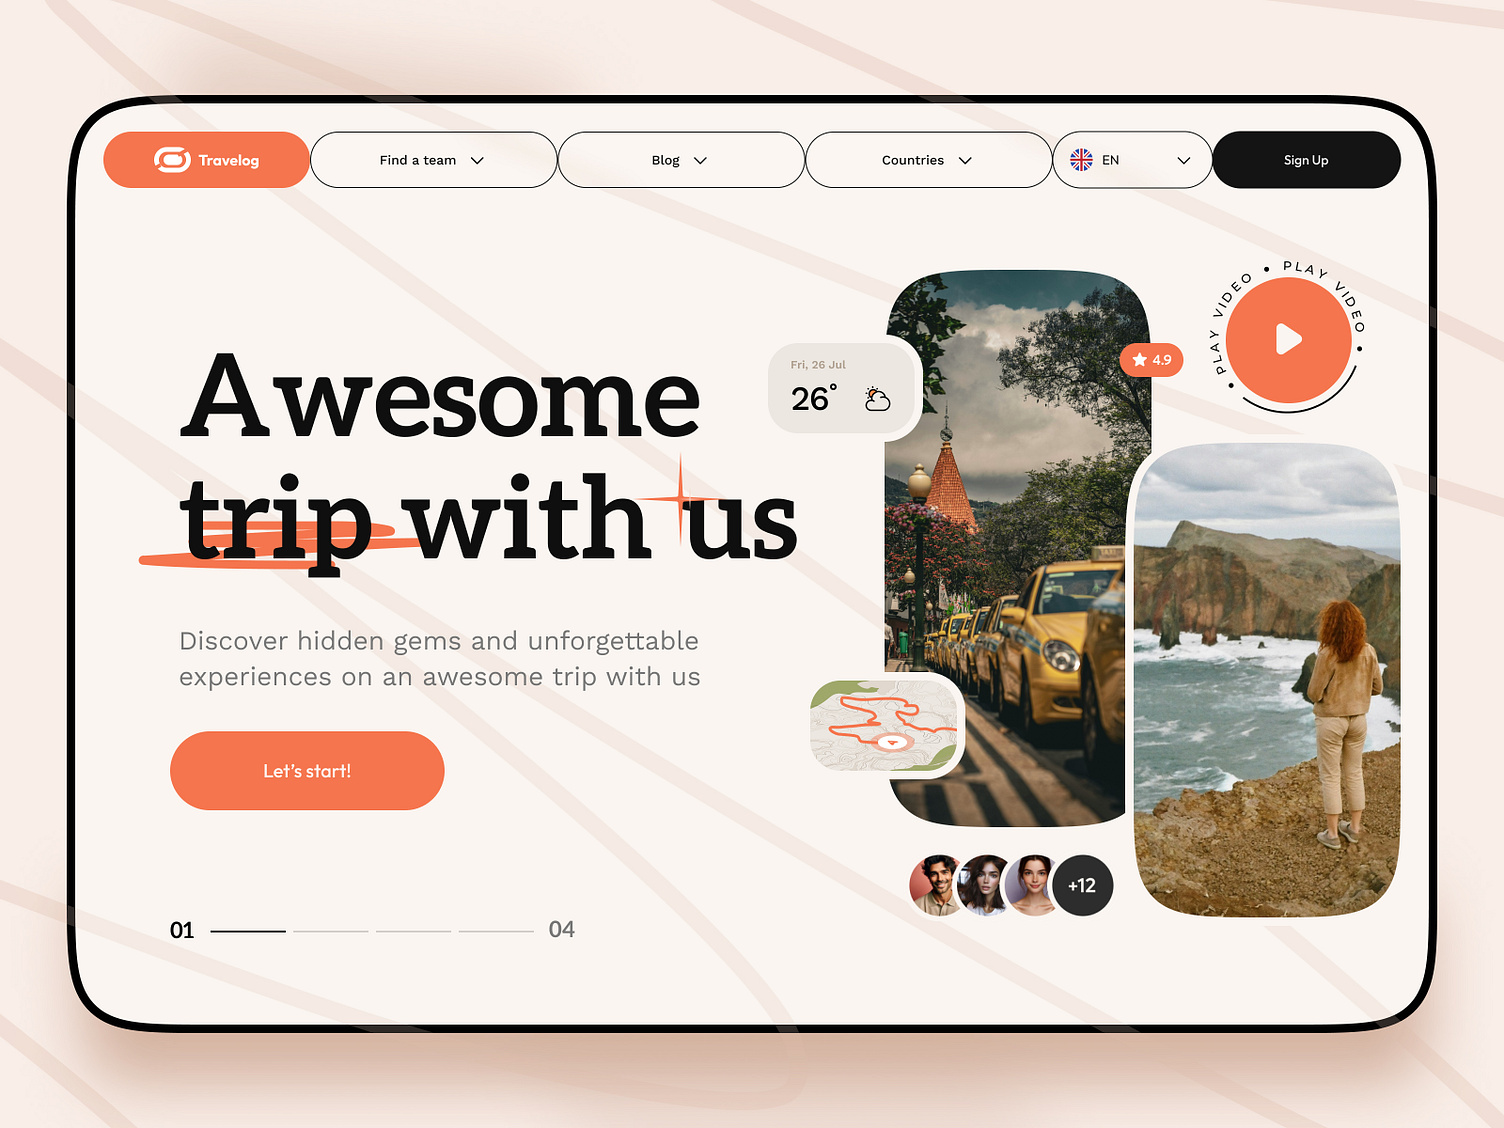 Travelog
Find a team
Blog
Countries
EN
Sign Up
Awesome
trip with us
Discover hidden gems and unforgettable
experiences on an awesome trip with us
Let's start!
01
04
Fri, 26 Jul
26°
4.9
PLAY VIDEO • PLAY VIDEO •
TAXI
+12